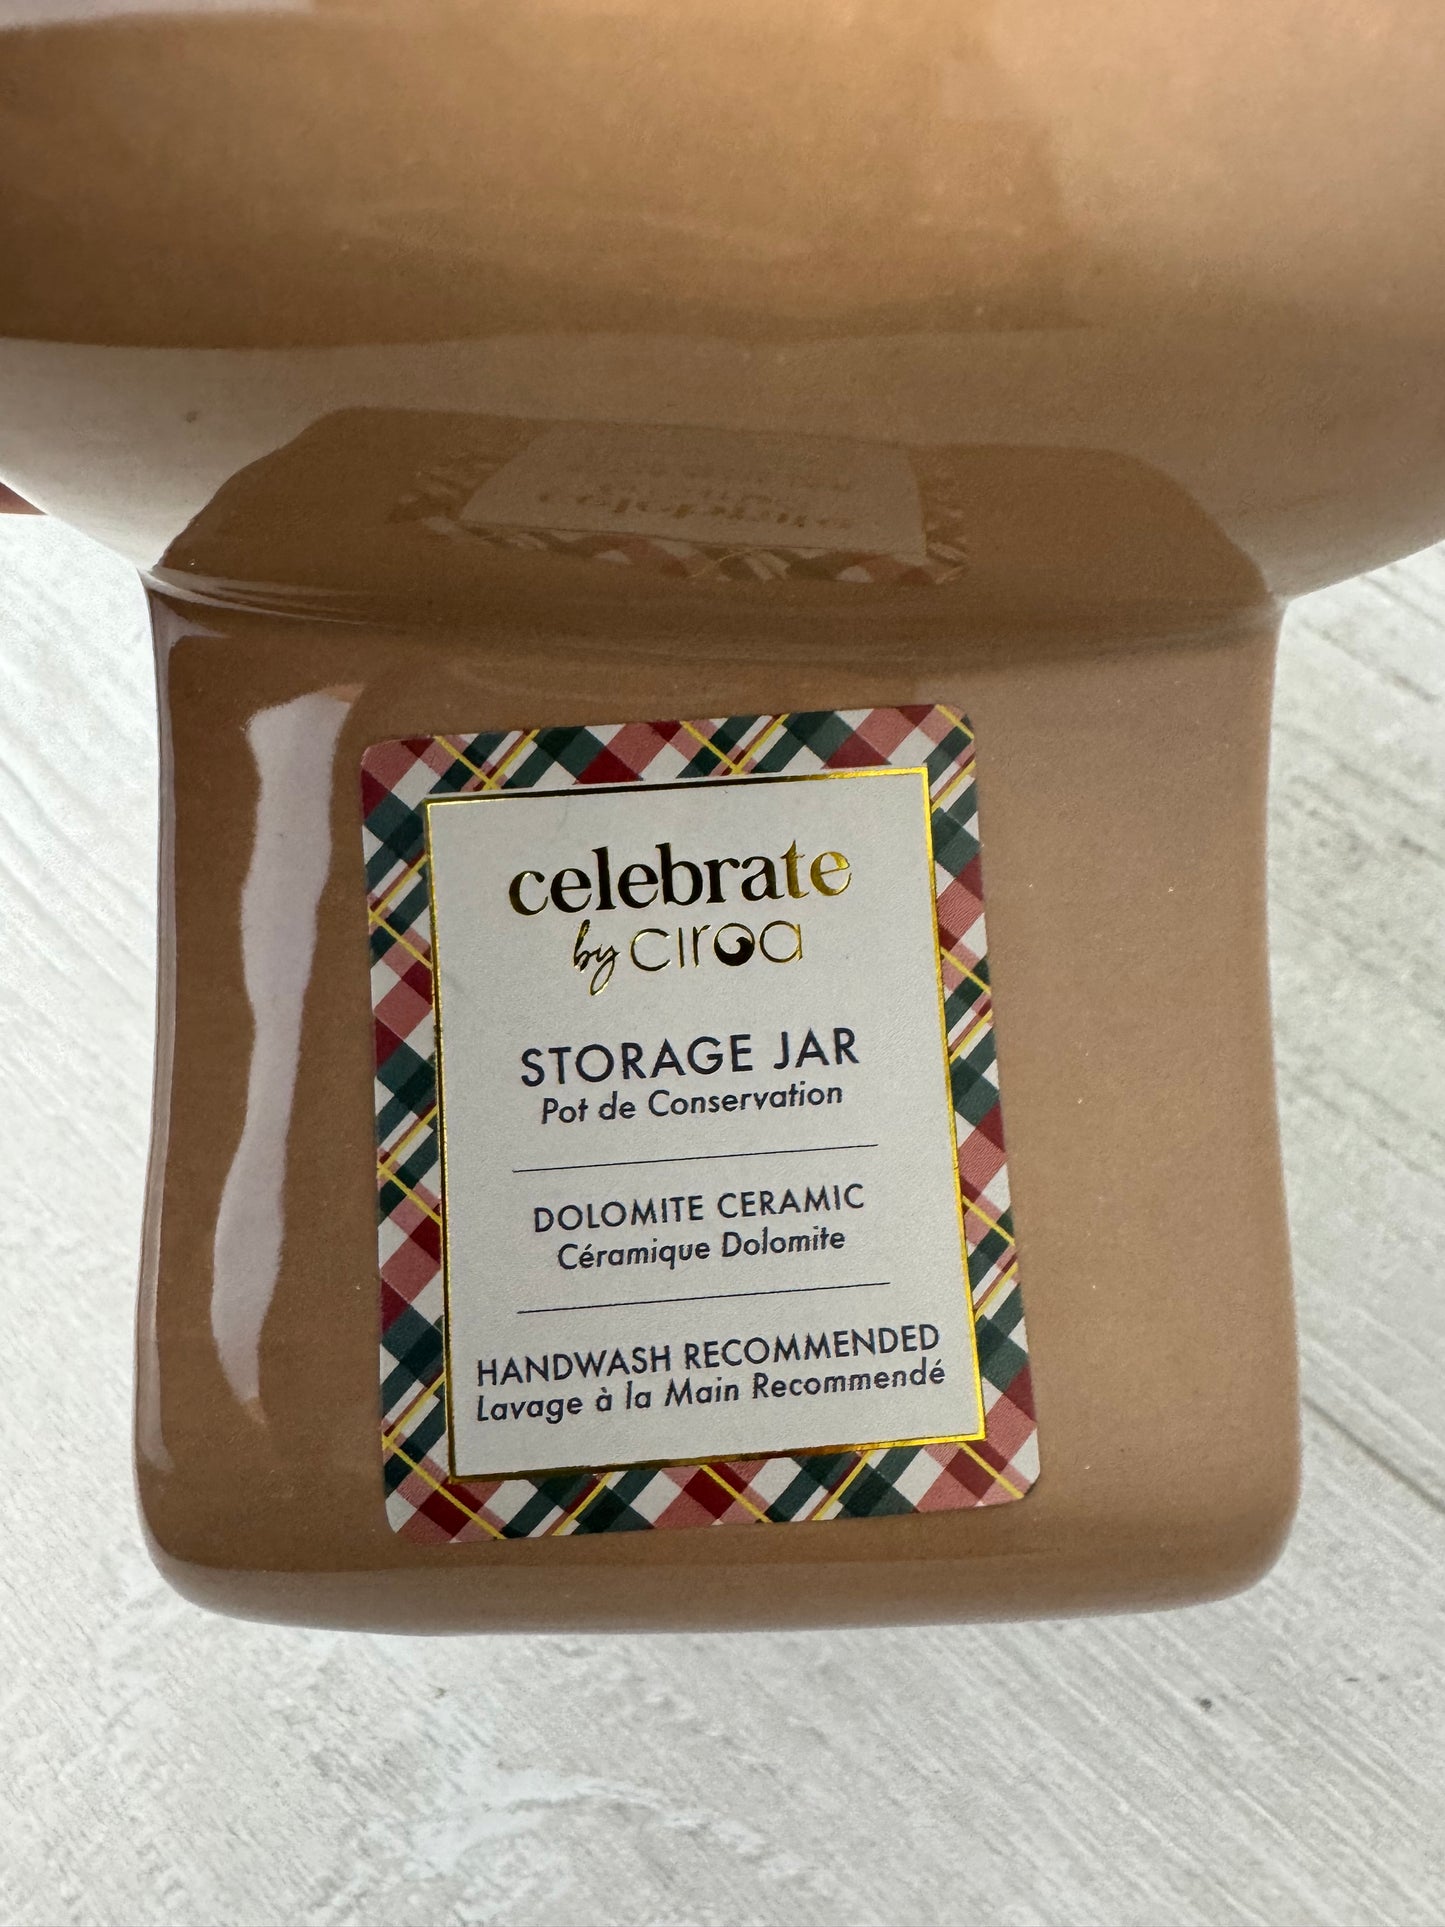 celebrate
by ciroa
STORAGE JAR
Pot de Conservation
DOLOMITE CERAMIC
Céramique Dolomite
HANDWASH RECOMMENDED
Lavage à la Main Recommendé